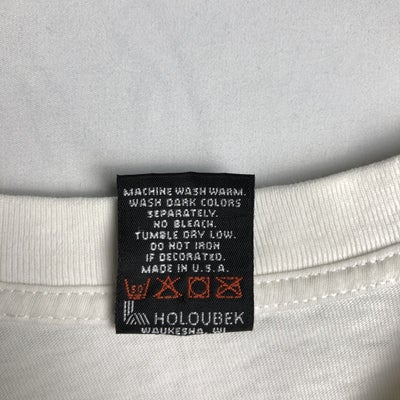 MACHINE WASH WARM.
WASH DARK COLORS
SEPARATELY.
NO BLEACH.
TUMBLE DRY LOW.
DO NOT IRON
IF DECORATED.
MADE IN U.S.A.
50
HOLOUBEK
WAUKESHA, WI